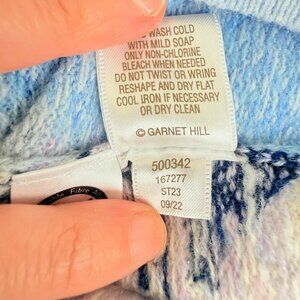 WASH COLD
WITH MILD SOAP
ONLY NON-CHLORINE
BLEACH WHEN NEEDED
DO NOT TWIST OR WRING
RESHAPE AND DRY FLAT
COOL IRON IF NECESSARY
OR DRY CLEAN.
© GARNET HILL
500342
167277
ST23
09/22
Fibre